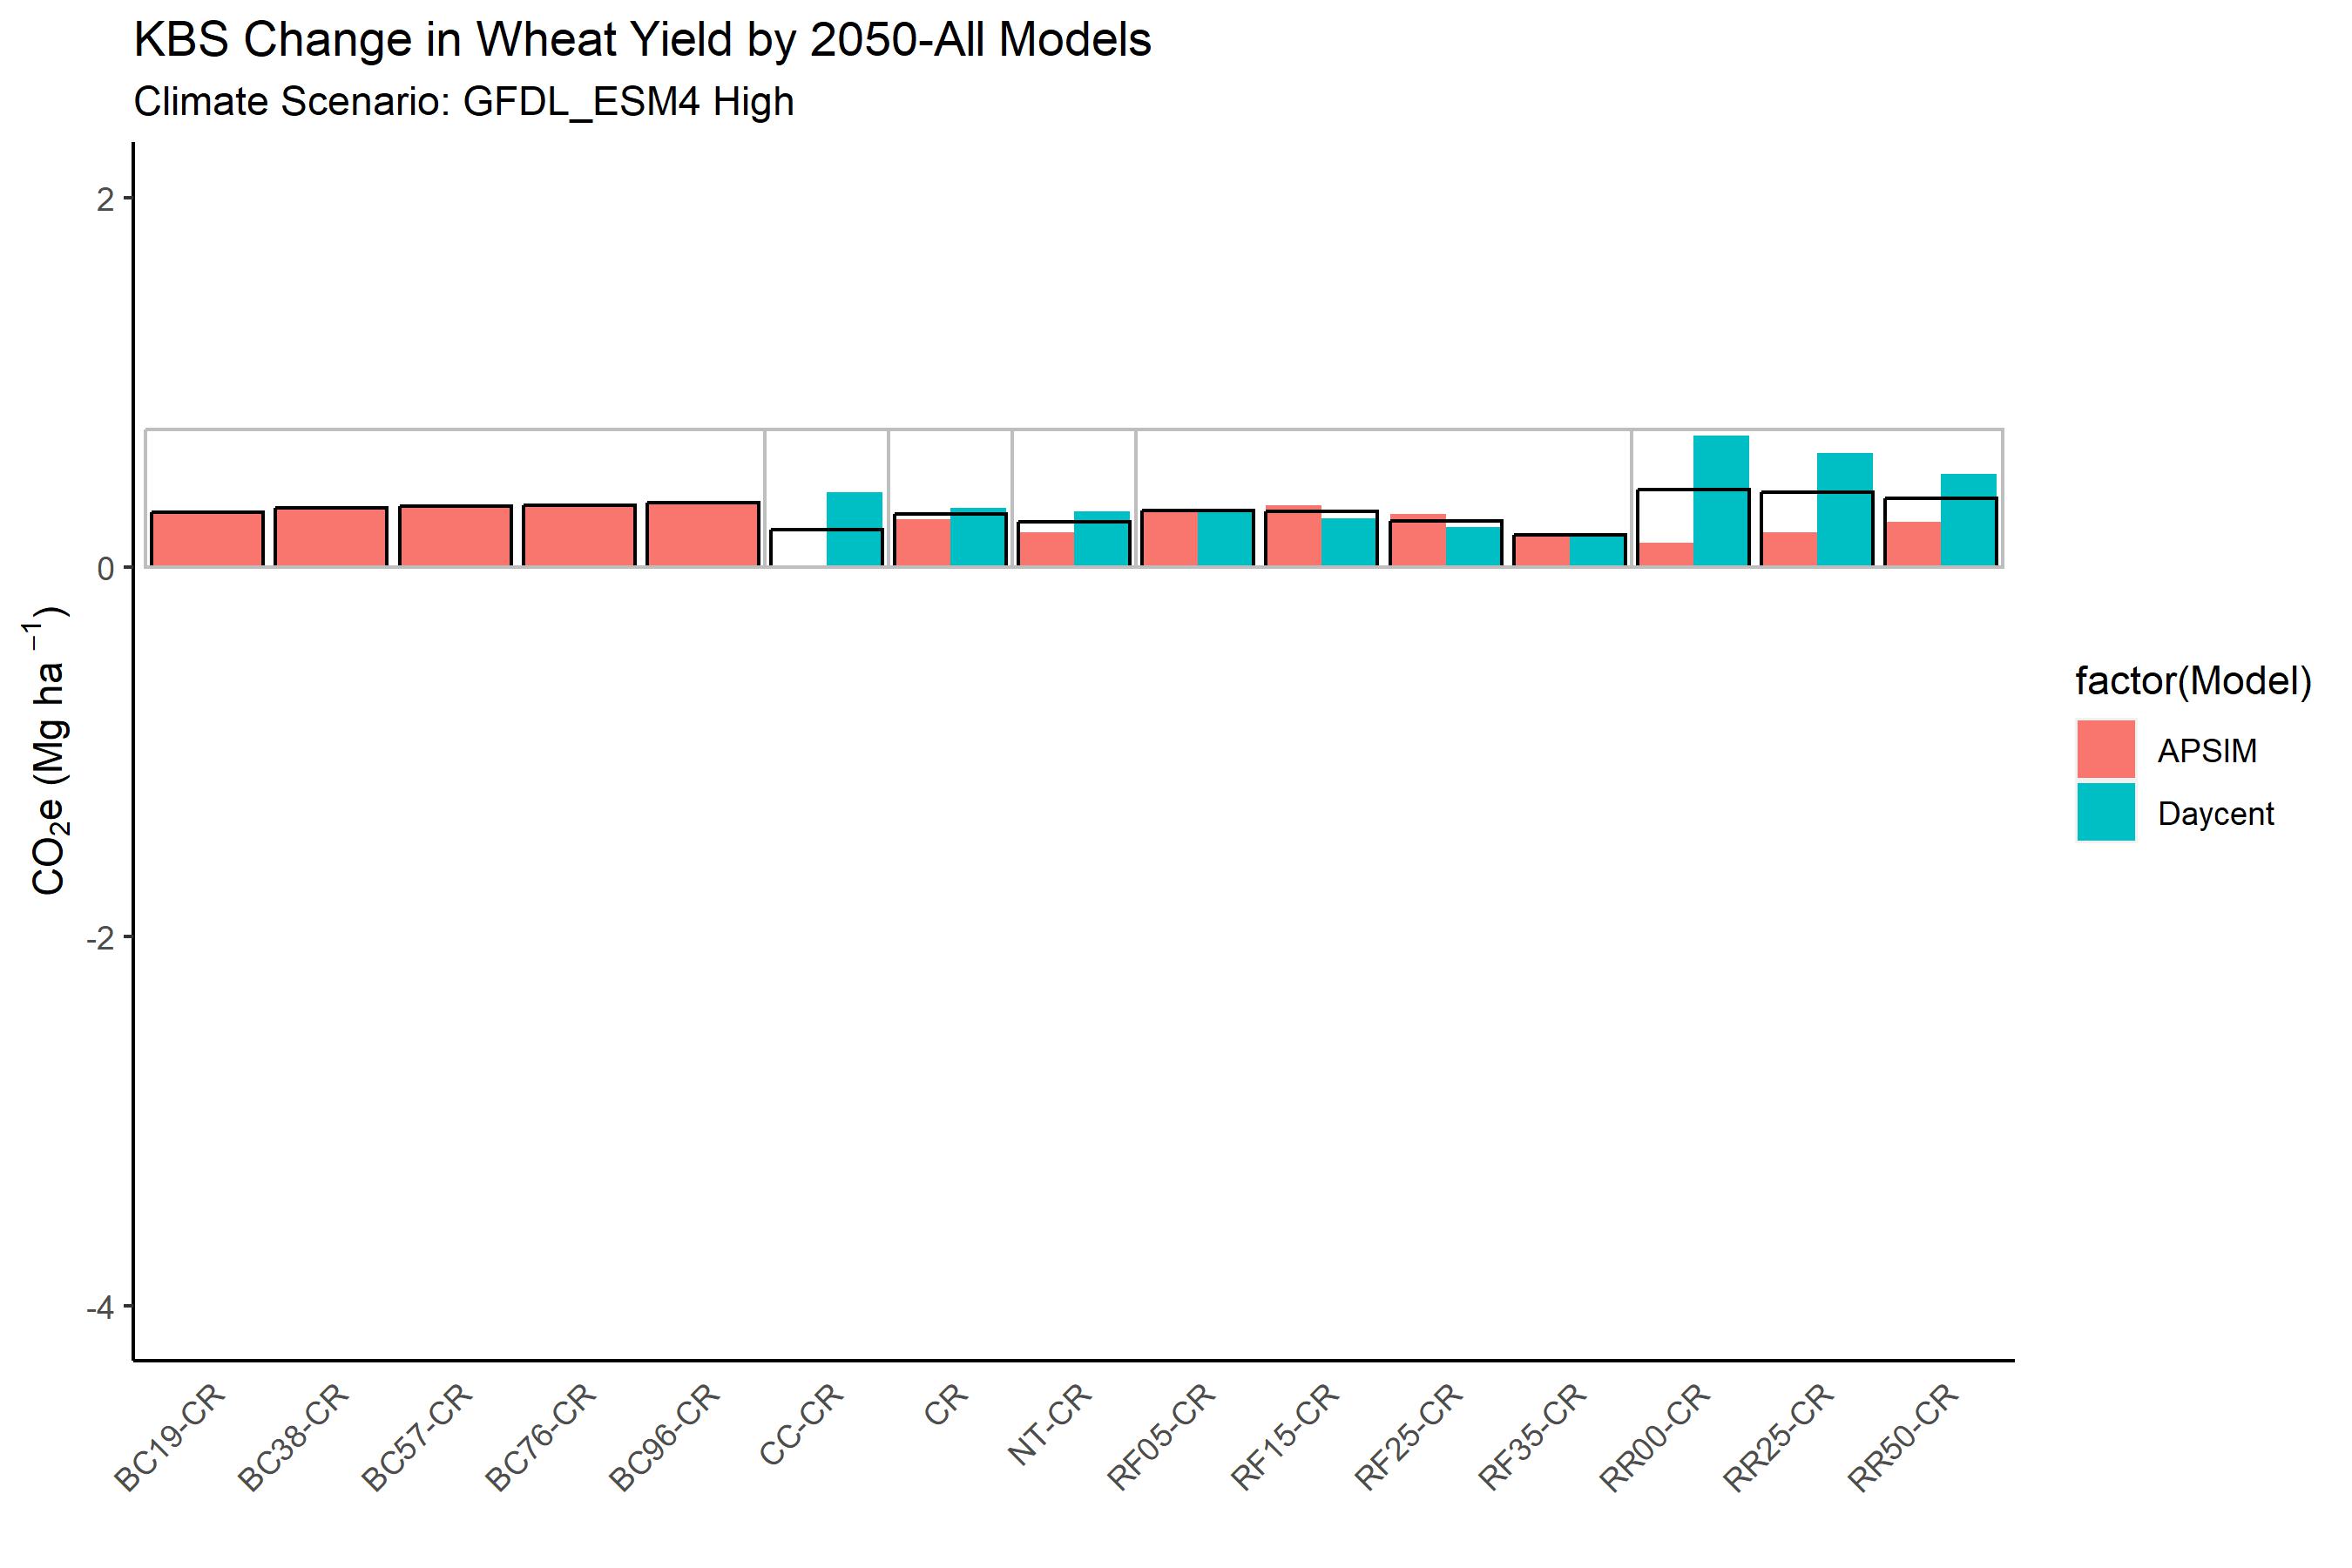 KBS Change in Wheat Yield by 2050-All Models
Climate Scenario: GFDL_ESM4 High
2
0
-2
-4
CO₂e (Mg ha ⁻¹)
BC19-CR
BC38-CR
BC57-CR
BC76-CR
BC96-CR
CC-CR
CR
NT-CR
RF05-CR
RF15-CR
RF25-CR
RF35-CR
RR00-CR
RR25-CR
RR50-CR
factor(Model)
APSIM
Daycent